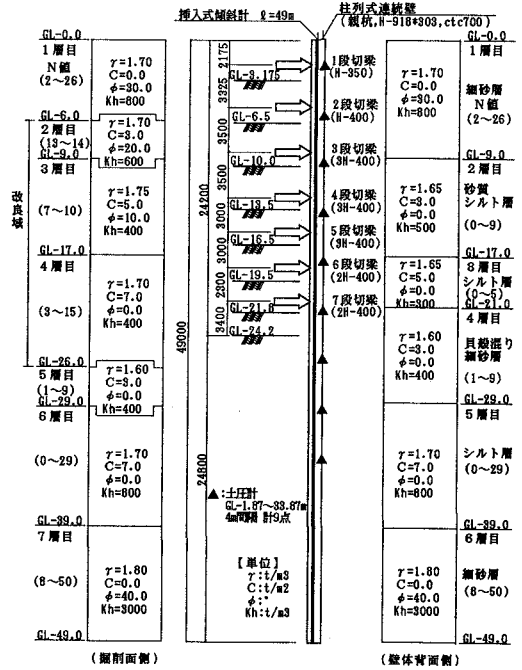 挿入式傾斜計 ℓ=49m
柱列式連続壁
(親杭,H-918*303,ctc700)
GL-0.0
1層目
N値
(2～26)
γ=1.70
C=0.0
φ=30.0
Kh=800
GL-6.0
2層目
(13～14)
γ=1.70
C=3.0
φ=20.0
Kh=600
GL-9.0
3層目
(7～10)
γ=1.75
C=5.0
φ=10.0
Kh=400
GL-17.0
4層目
(3～15)
γ=1.70
C=7.0
φ=0.0
Kh=400
GL-26.0
5層目
(1～9)
γ=1.60
C=3.0
φ=0.0
Kh=400
GL-29.0
6層目
(0～29)
γ=1.70
C=7.0
φ=0.0
Kh=800
GL-39.0
7層目
(8～50)
γ=1.80
C=0.0
φ=40.0
Kh=3000
GL-49.0
(掘削面側)
改良域
49000
24200
24800
2175
3325
3500
3500
3000
3000
2300
3400
GL-3.175
GL-6.5
GL-10.0
GL-13.5
GL-16.5
GL-19.5
GL-21.8
GL-24.2
1段切梁
(H-350)
2段切梁
(H-400)
3段切梁
(3H-400)
4段切梁
(3H-400)
5段切梁
(3H-400)
6段切梁
(2H-400)
7段切梁
(2H-400)
▲:土圧計
GL-1.87～33.87m
4m間隔 計9点
【単位】
γ:t/m3
C:t/m2
φ:°
Kh:t/m3
GL-0.0
1層目
細砂層
N値
(2～26)
γ=1.70
C=0.0
φ=30.0
Kh=800
GL-9.0
2層目
砂質
シルト層
(0～9)
γ=1.65
C=3.0
φ=0.0
Kh=500
GL-17.0
3層目
シルト層
(0～5)
γ=1.65
C=5.0
φ=0.0
Kh=300
GL-21.0
4層目
貝殻混り
細砂層
(1～9)
γ=1.60
C=3.0
φ=0.0
Kh=400
GL-29.0
5層目
シルト層
(0～29)
γ=1.70
C=7.0
φ=0.0
Kh=800
GL-39.0
6層目
細砂層
(8～50)
γ=1.80
C=0.0
φ=40.0
Kh=3000
GL-49.0
(壁体背面側)